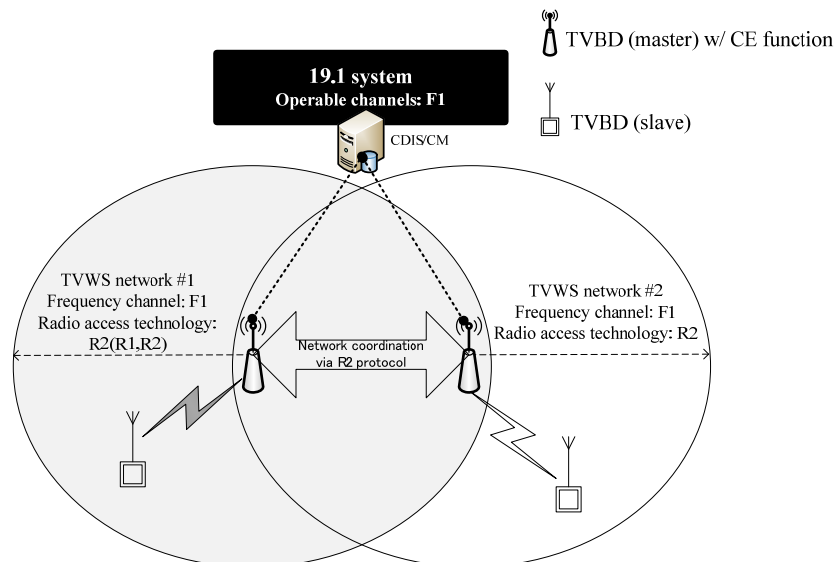 TVBD (master) w/ CE function
19.1 system
Operable channels: F1
TVBD (slave)
CDIS/CM
TVWS network #1
Frequency channel: F1
Radio access technology:
R2(R1,R2)
Network coordination
via R2 protocol
TVWS network #2
Frequency channel: F1
Radio access technology: R2